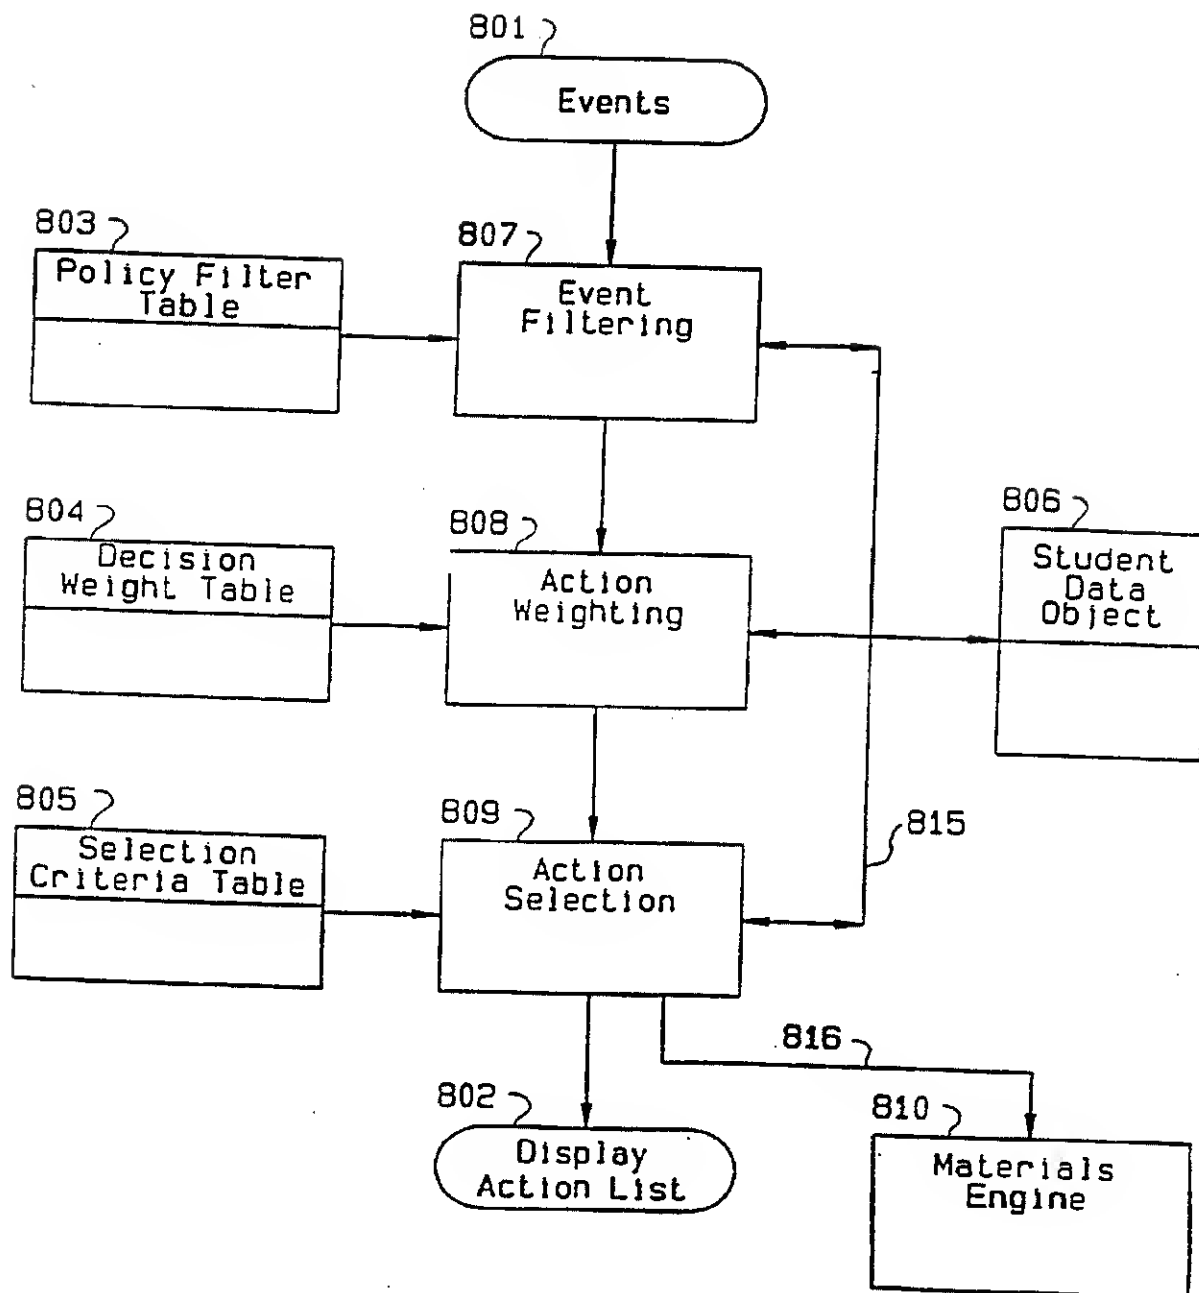 801
Events
803
Policy Filter
Table
807
Event
Filtering
804
Decision
Weight Table
808
Action
Weighting
806
Student
Data
Object
805
Selection
Criteria Table
809
Action
Selection
815
816
802
Display
Action List
810
Materials
Engine